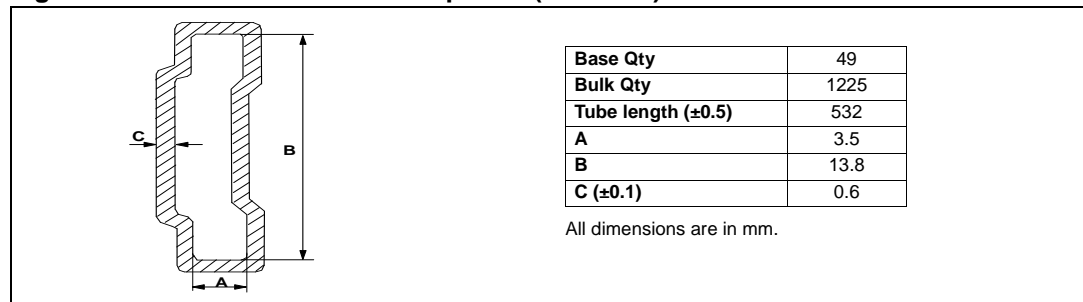 C
B
A
Base Qty 49
Bulk Qty 1225
Tube length (±0.5) 532
A 3.5
B 13.8
C (±0.1) 0.6
All dimensions are in mm.